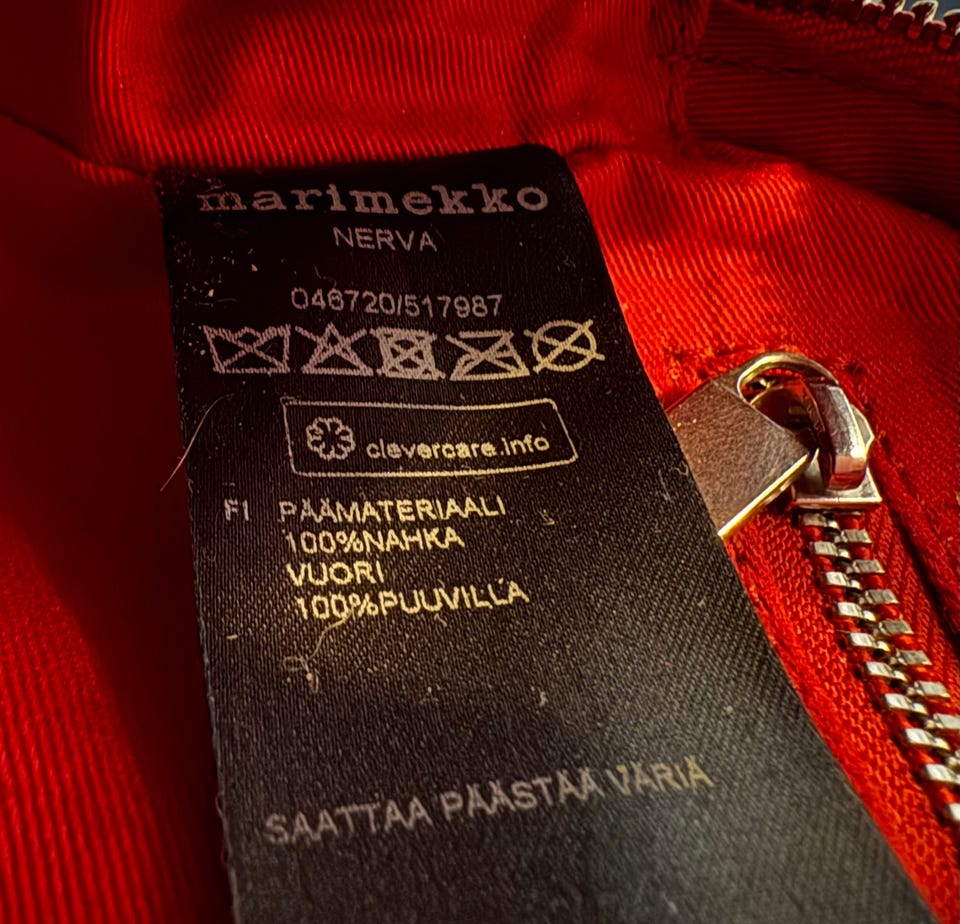 marimekko
NERVA
046720/517987
clevercare.info
FI PÄÄMATERIAALI
100%NAHKA
VUORI
100%PUUVILLA
SAATTAA PÄÄSTÄÄ VÄRIÄ